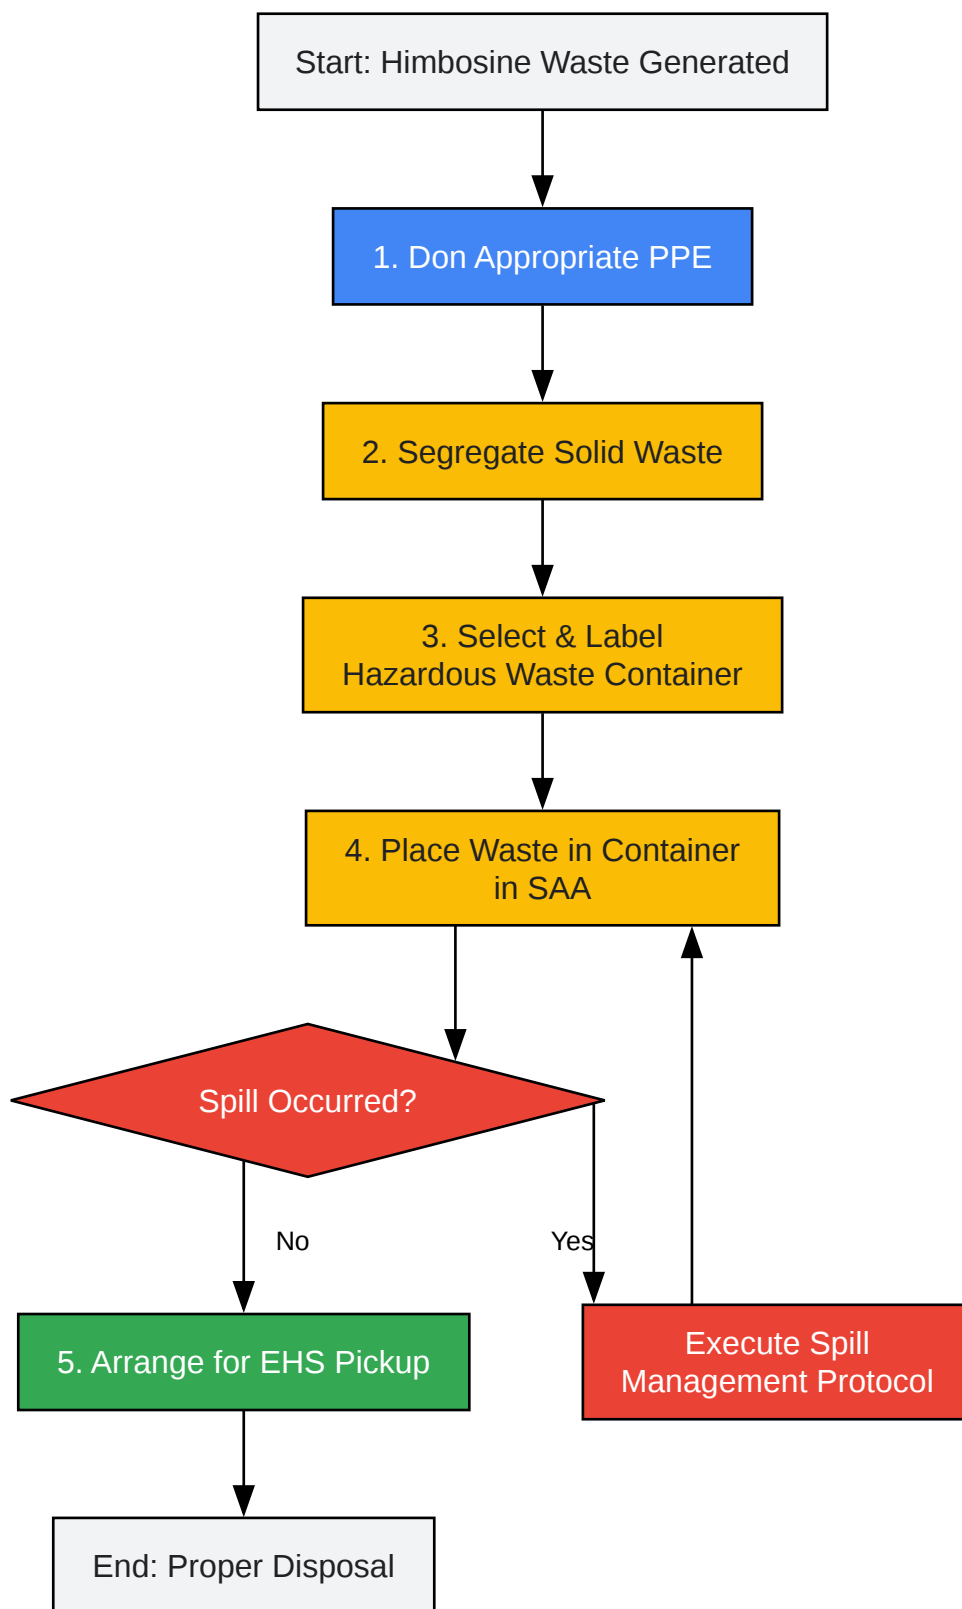 Start: Himbosine Waste Generated
1. Don Appropriate PPE
2. Segregate Solid Waste
3. Select & Label
Hazardous Waste Container
4. Place Waste in Container
in SAA
Spill Occurred?
No
Yes
5. Arrange for EHS Pickup
Execute Spill
Management Protocol
End: Proper Disposal